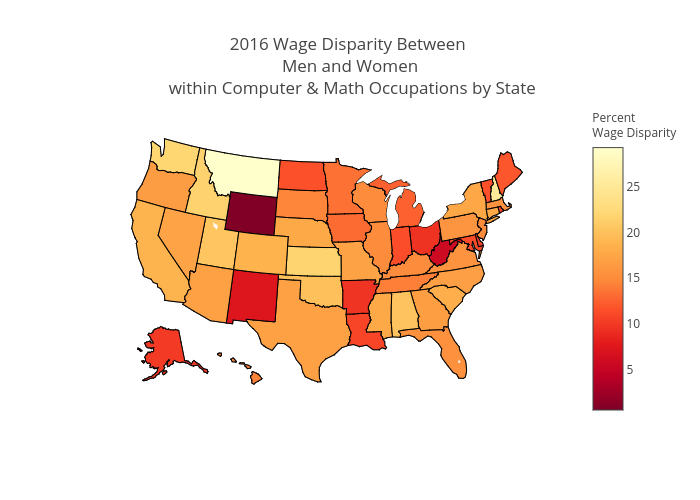 2016 Wage Disparity Between
Men and Women
within Computer & Math Occupations by State
Percent
Wage Disparity
25
20
15
10
5